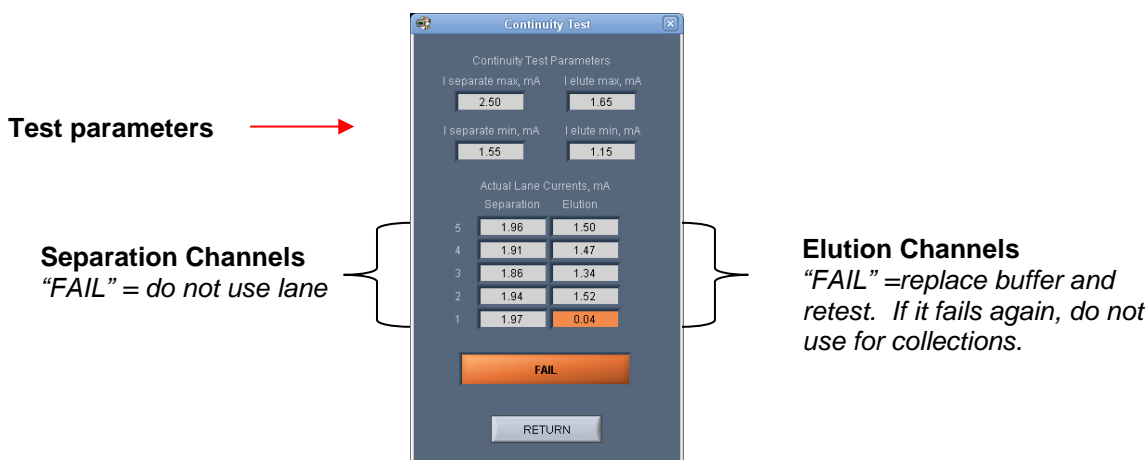 Continuity Test
Continuity Test Parameters
I separate max, mA I elute max, mA
2.50 1.65
Test parameters
I separate min, mA I elute min, mA
1.55 1.15
Actual Lane Currents, mA
Separation Elution
5 1.96 1.50
4 1.91 1.47
3 1.86 1.34
2 1.94 1.52
1 1.97 0.04
Separation Channels
"FAIL" = do not use lane
Elution Channels
"FAIL" =replace buffer and
retest. If it fails again, do not
use for collections.
FAIL
RETURN